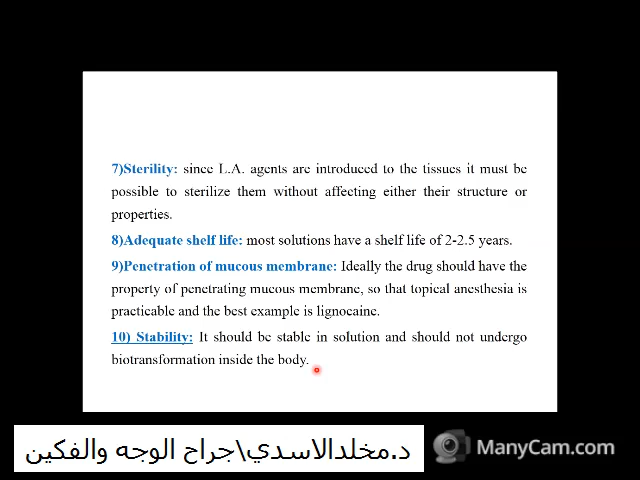 7)Sterility: since L.A. agents are introduced to the tissues it must be
possible to sterilize them without affecting either their structure or
properties.
8)Adequate shelf life: most solutions have a shelf life of 2-2.5 years.
9)Penetration of mucous membrane: Ideally the drug should have the
property of penetrating mucous membrane, so that topical anesthesia is
practicable and the best example is lignocaine.
10) Stability: It should be stable in solution and should not undergo
biotransformation inside the body.
د.مخلدالاسدي\جراح الوجه والفكين
ManyCam.com